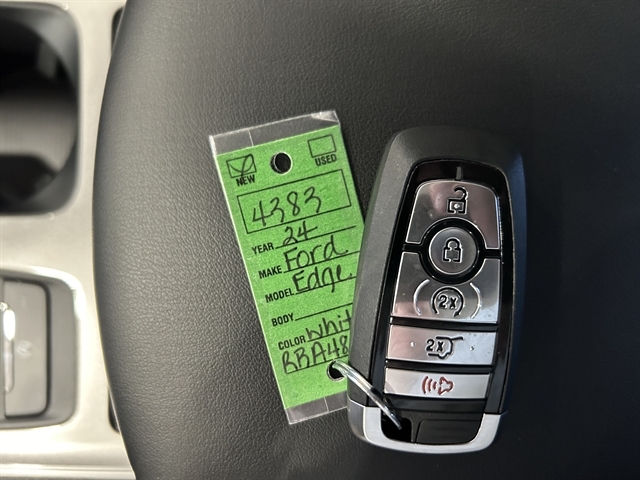 NEW USED
4383
YEAR 24
MAKE Ford
MODEL Edge
BODY
COLOR Whit
RBA48
2X
2X